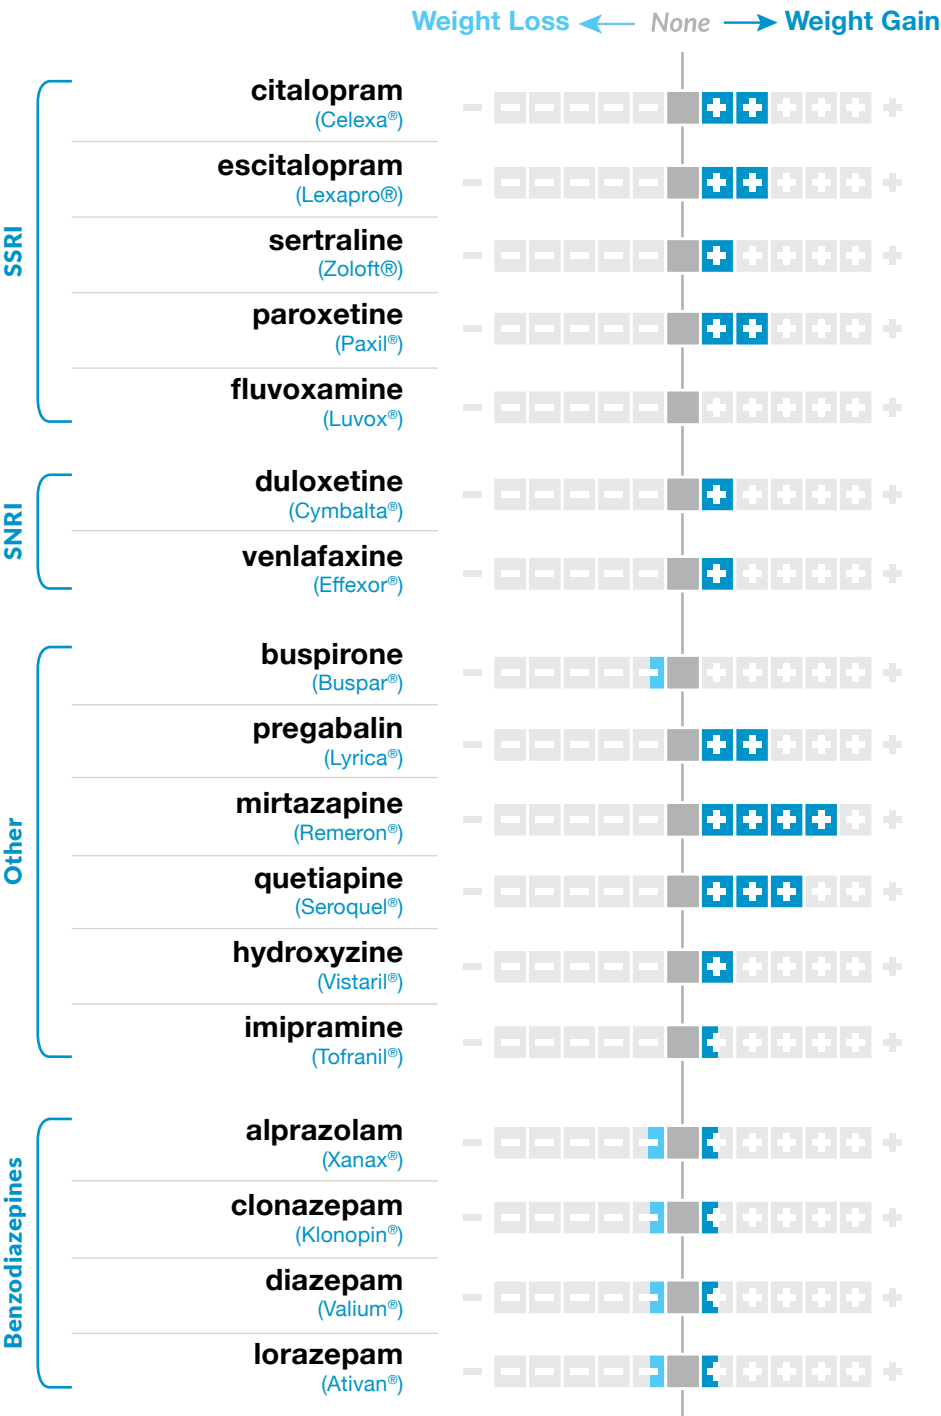 Weight Loss None Weight Gain
SSRI
citalopram
(Celexa®)
escitalopram
(Lexapro®)
sertraline
(Zoloft®)
paroxetine
(Paxil®)
fluvoxamine
(Luvox®)
SNRI
duloxetine
(Cymbalta®)
venlafaxine
(Effexor®)
Other
buspirone
(Buspar®)
pregabalin
(Lyrica®)
mirtazapine
(Remeron®)
quetiapine
(Seroquel®)
hydroxyzine
(Vistaril®)
imipramine
(Tofranil®)
Benzodiazepines
alprazolam
(Xanax®)
clonazepam
(Klonopin®)
diazepam
(Valium®)
lorazepam
(Ativan®)